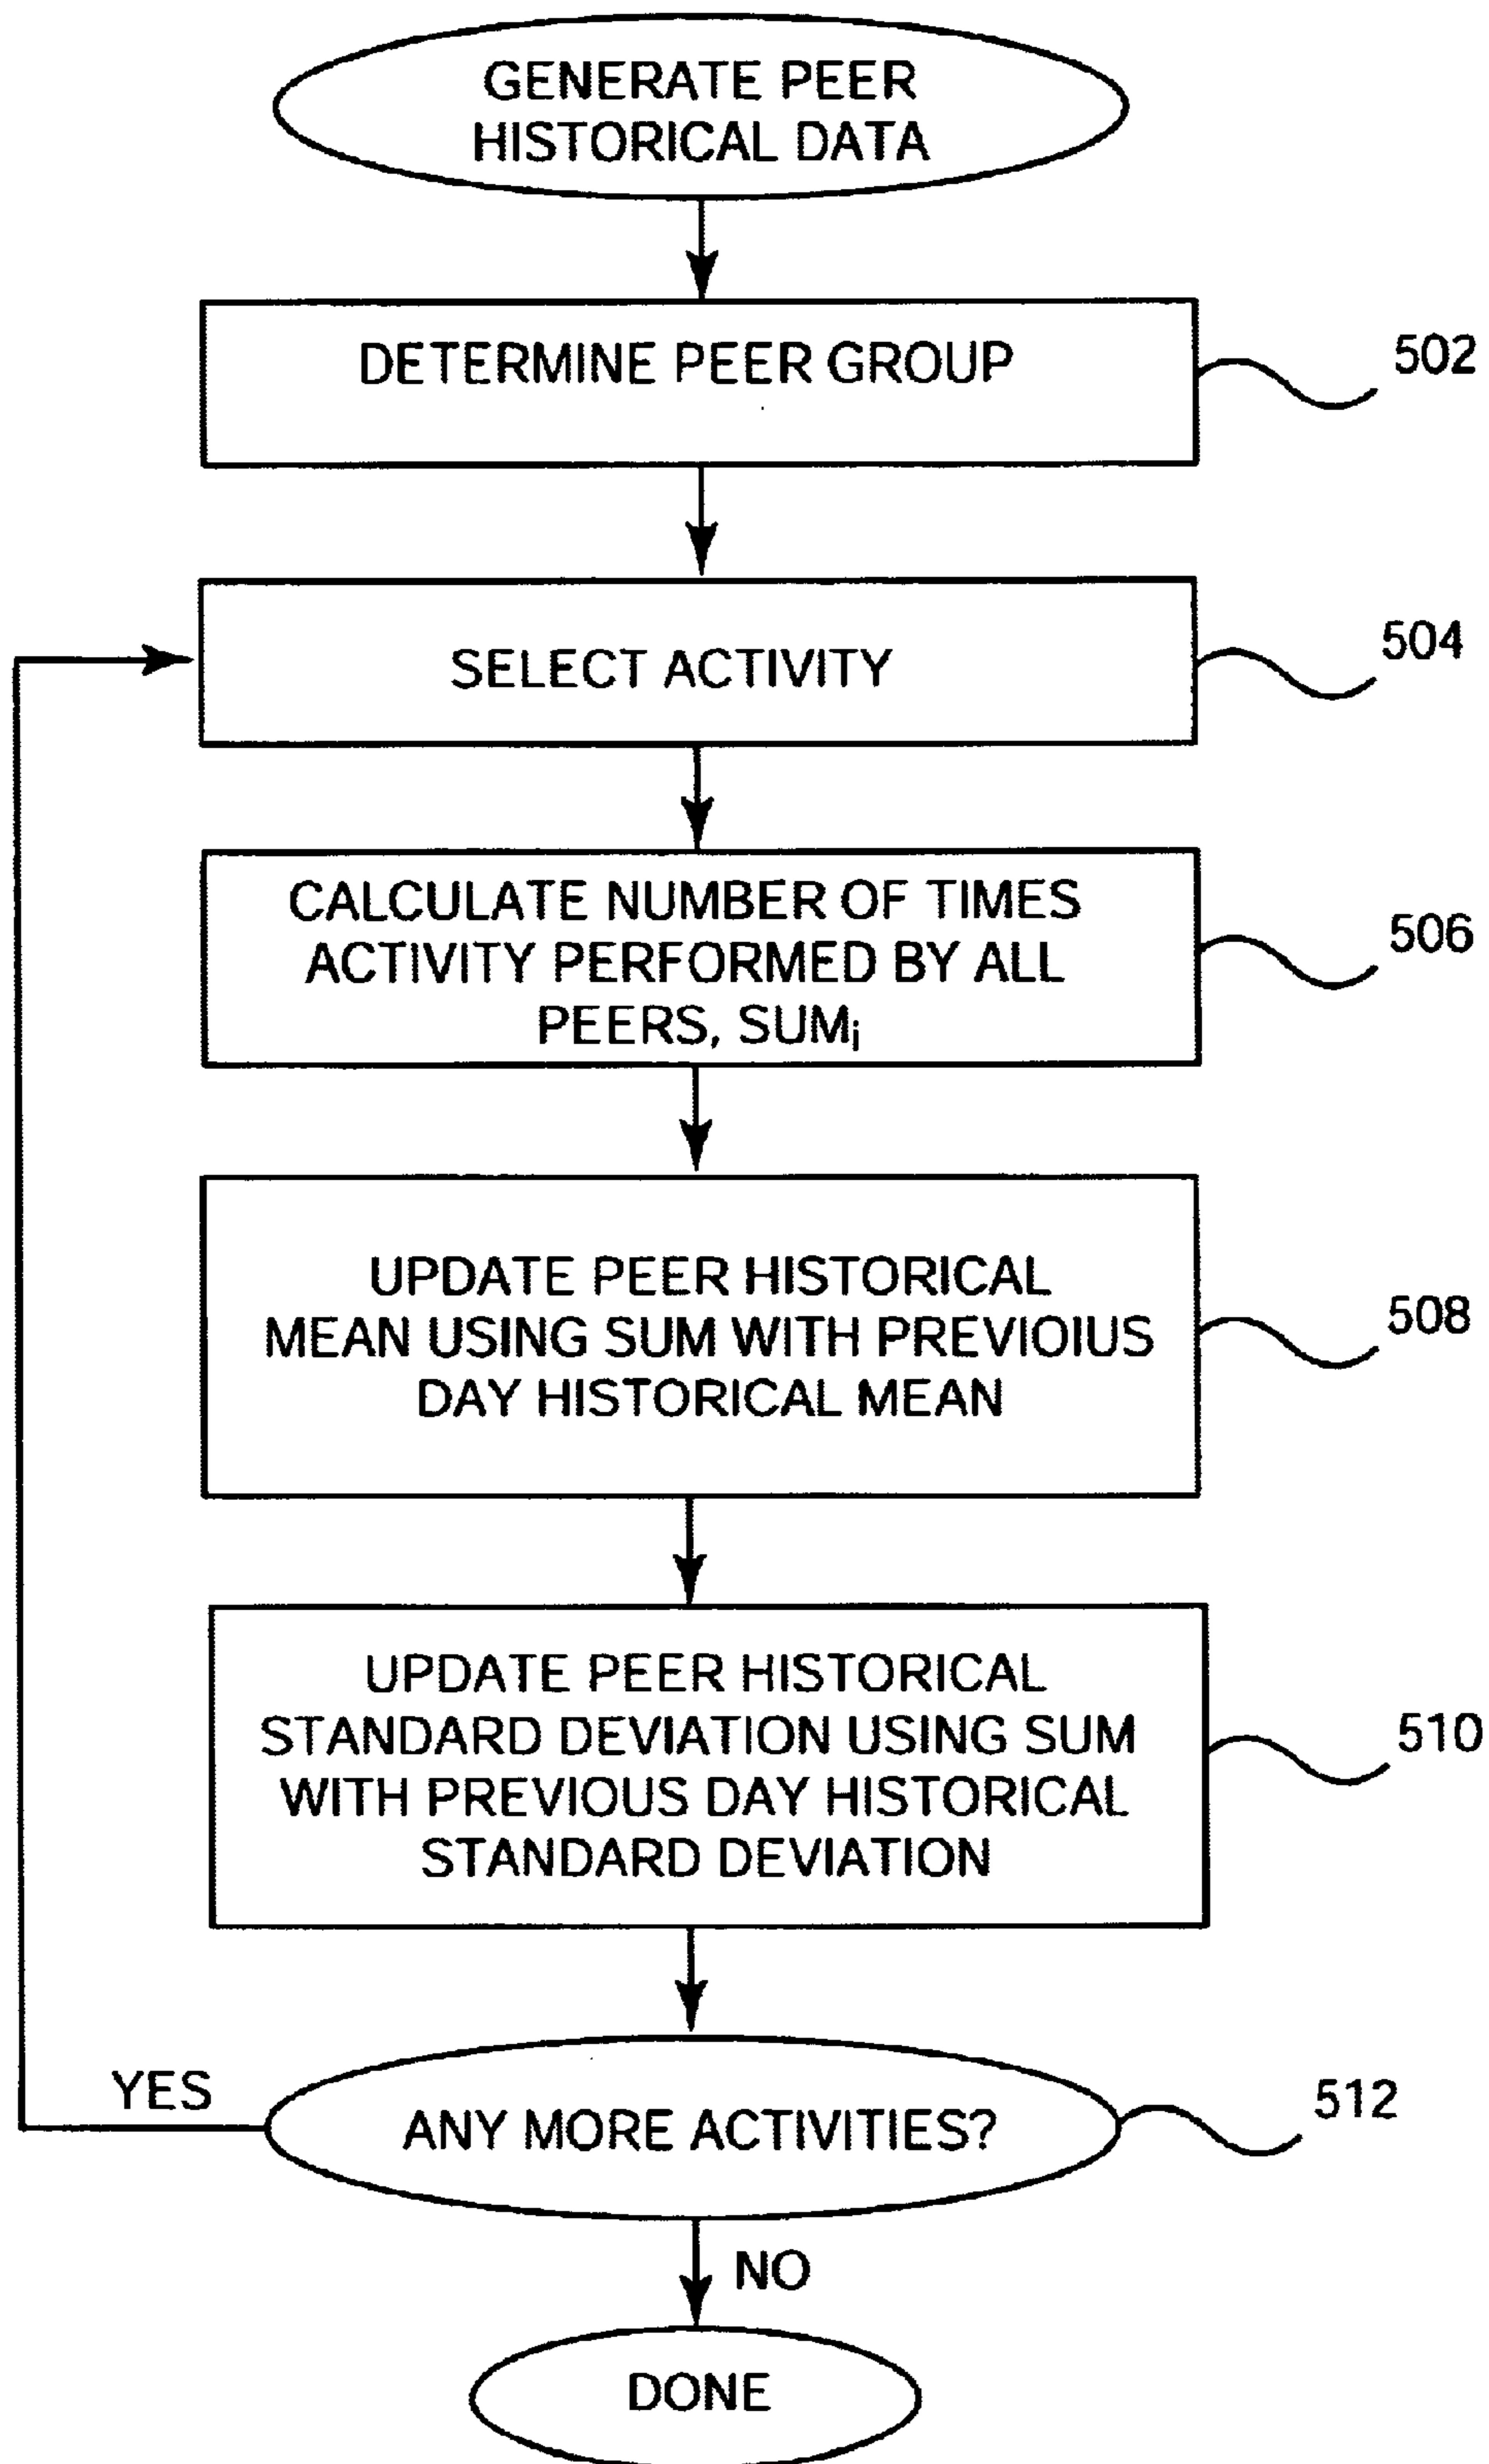 GENERATE PEER
HISTORICAL DATA
DETERMINE PEER GROUP
502
SELECT ACTIVITY
504
CALCULATE NUMBER OF TIMES
ACTIVITY PERFORMED BY ALL
PEERS, SUMi
506
UPDATE PEER HISTORICAL
MEAN USING SUM WITH PREVIOIUS
DAY HISTORICAL MEAN
508
UPDATE PEER HISTORICAL
STANDARD DEVIATION USING SUM
WITH PREVIOUS DAY HISTORICAL
STANDARD DEVIATION
510
YES
ANY MORE ACTIVITIES?
512
NO
DONE